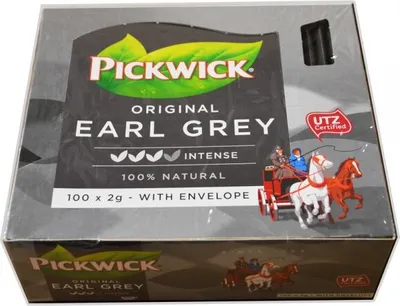 PICKWICK
ORIGINAL
EARL GREY
INTENSE
100% NATURAL
100 x 2g - WITH ENVELOPE
UTZ
Certified
PICKWICK
ORIGINAL
EARL GREY
UTZ